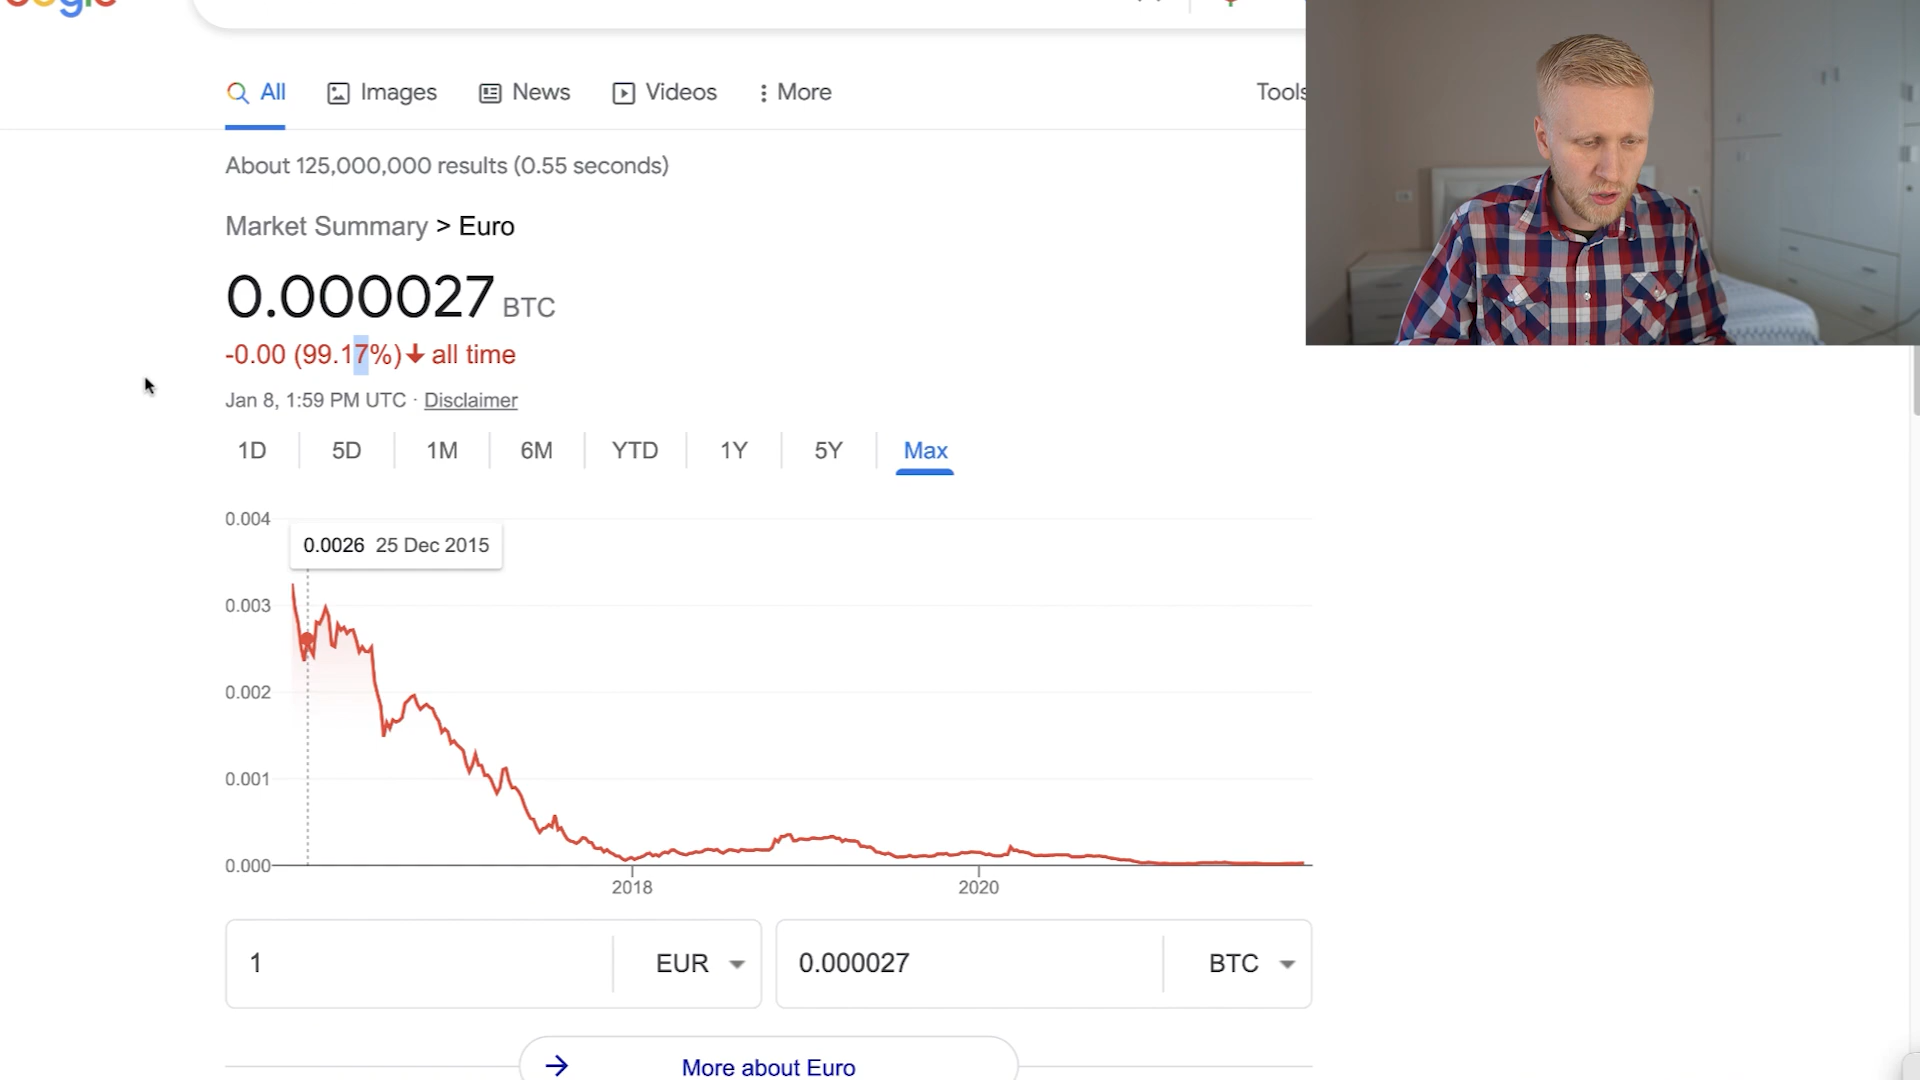 All
Images
News
Videos
More
Tools
About 125,000,000 results (0.55 seconds)
Market Summary > Euro
0.000027 BTC
-0.00 (99.17%) all time
Jan 8, 1:59 PM UTC · Disclaimer
1D
5D
1M
6M
YTD
1Y
5Y
Max
0.004
0.0026 25 Dec 2015
0.003
0.002
0.001
0.000
2018
2020
1
EUR
0.000027
BTC
More about Euro